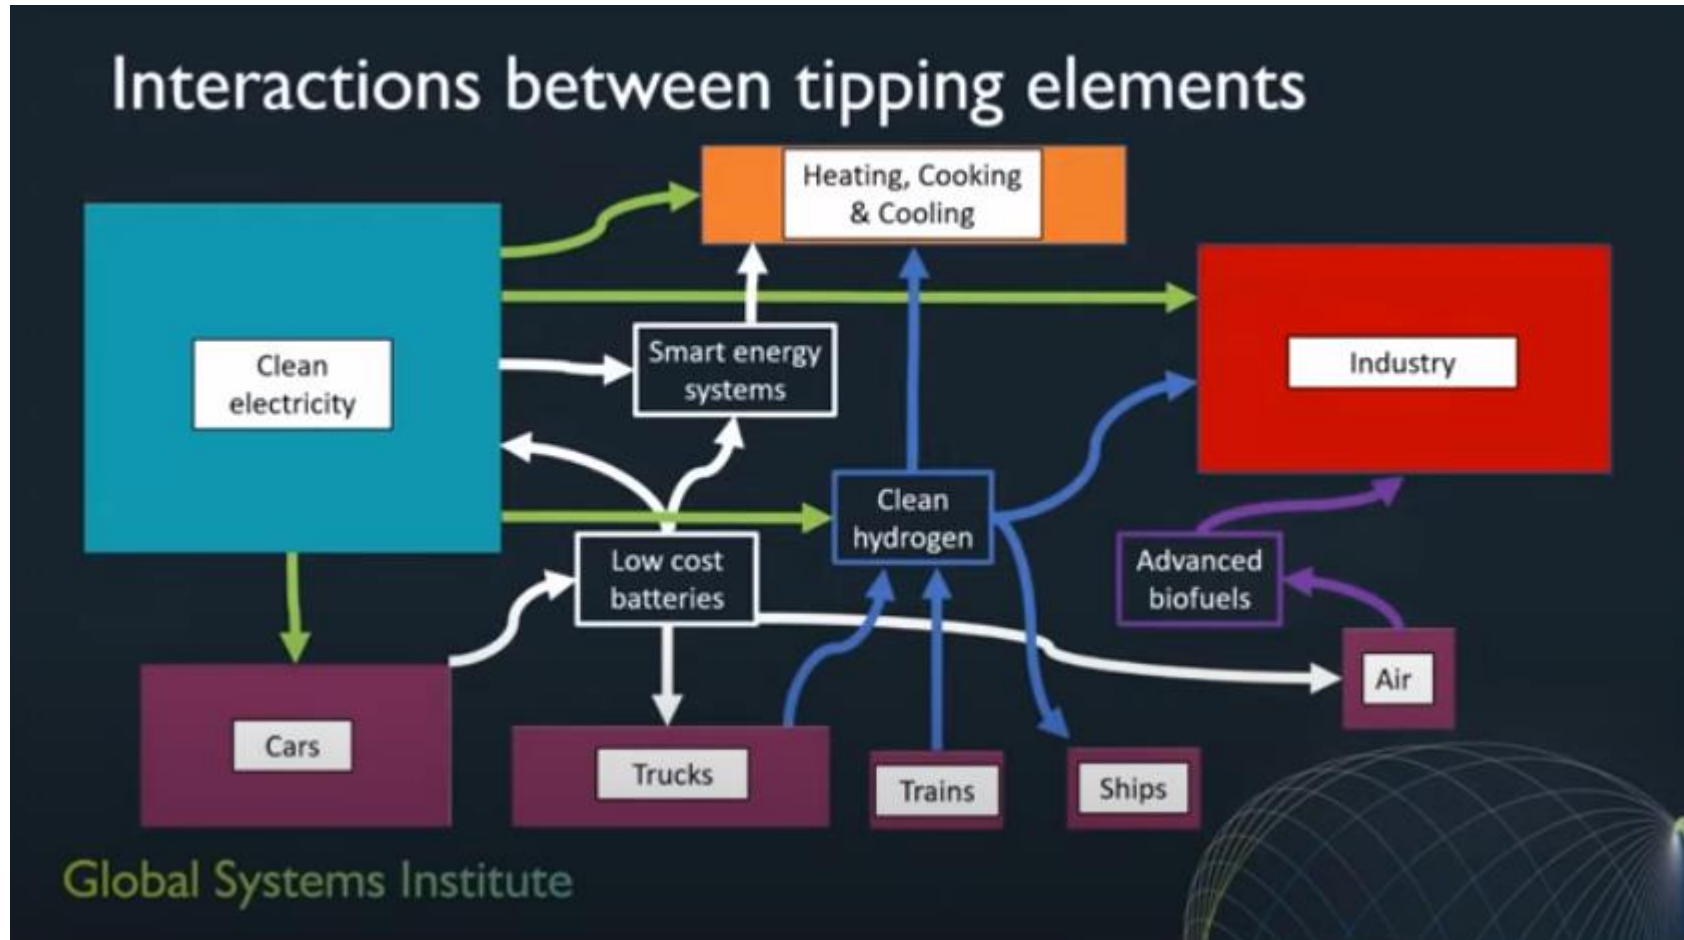 Interactions between tipping elements
Heating, Cooking
& Cooling
Clean
electricity
Smart energy
systems
Industry
Clean
hydrogen
Low cost
batteries
Advanced
biofuels
Air
Cars
Trucks
Trains
Ships
Global Systems Institute